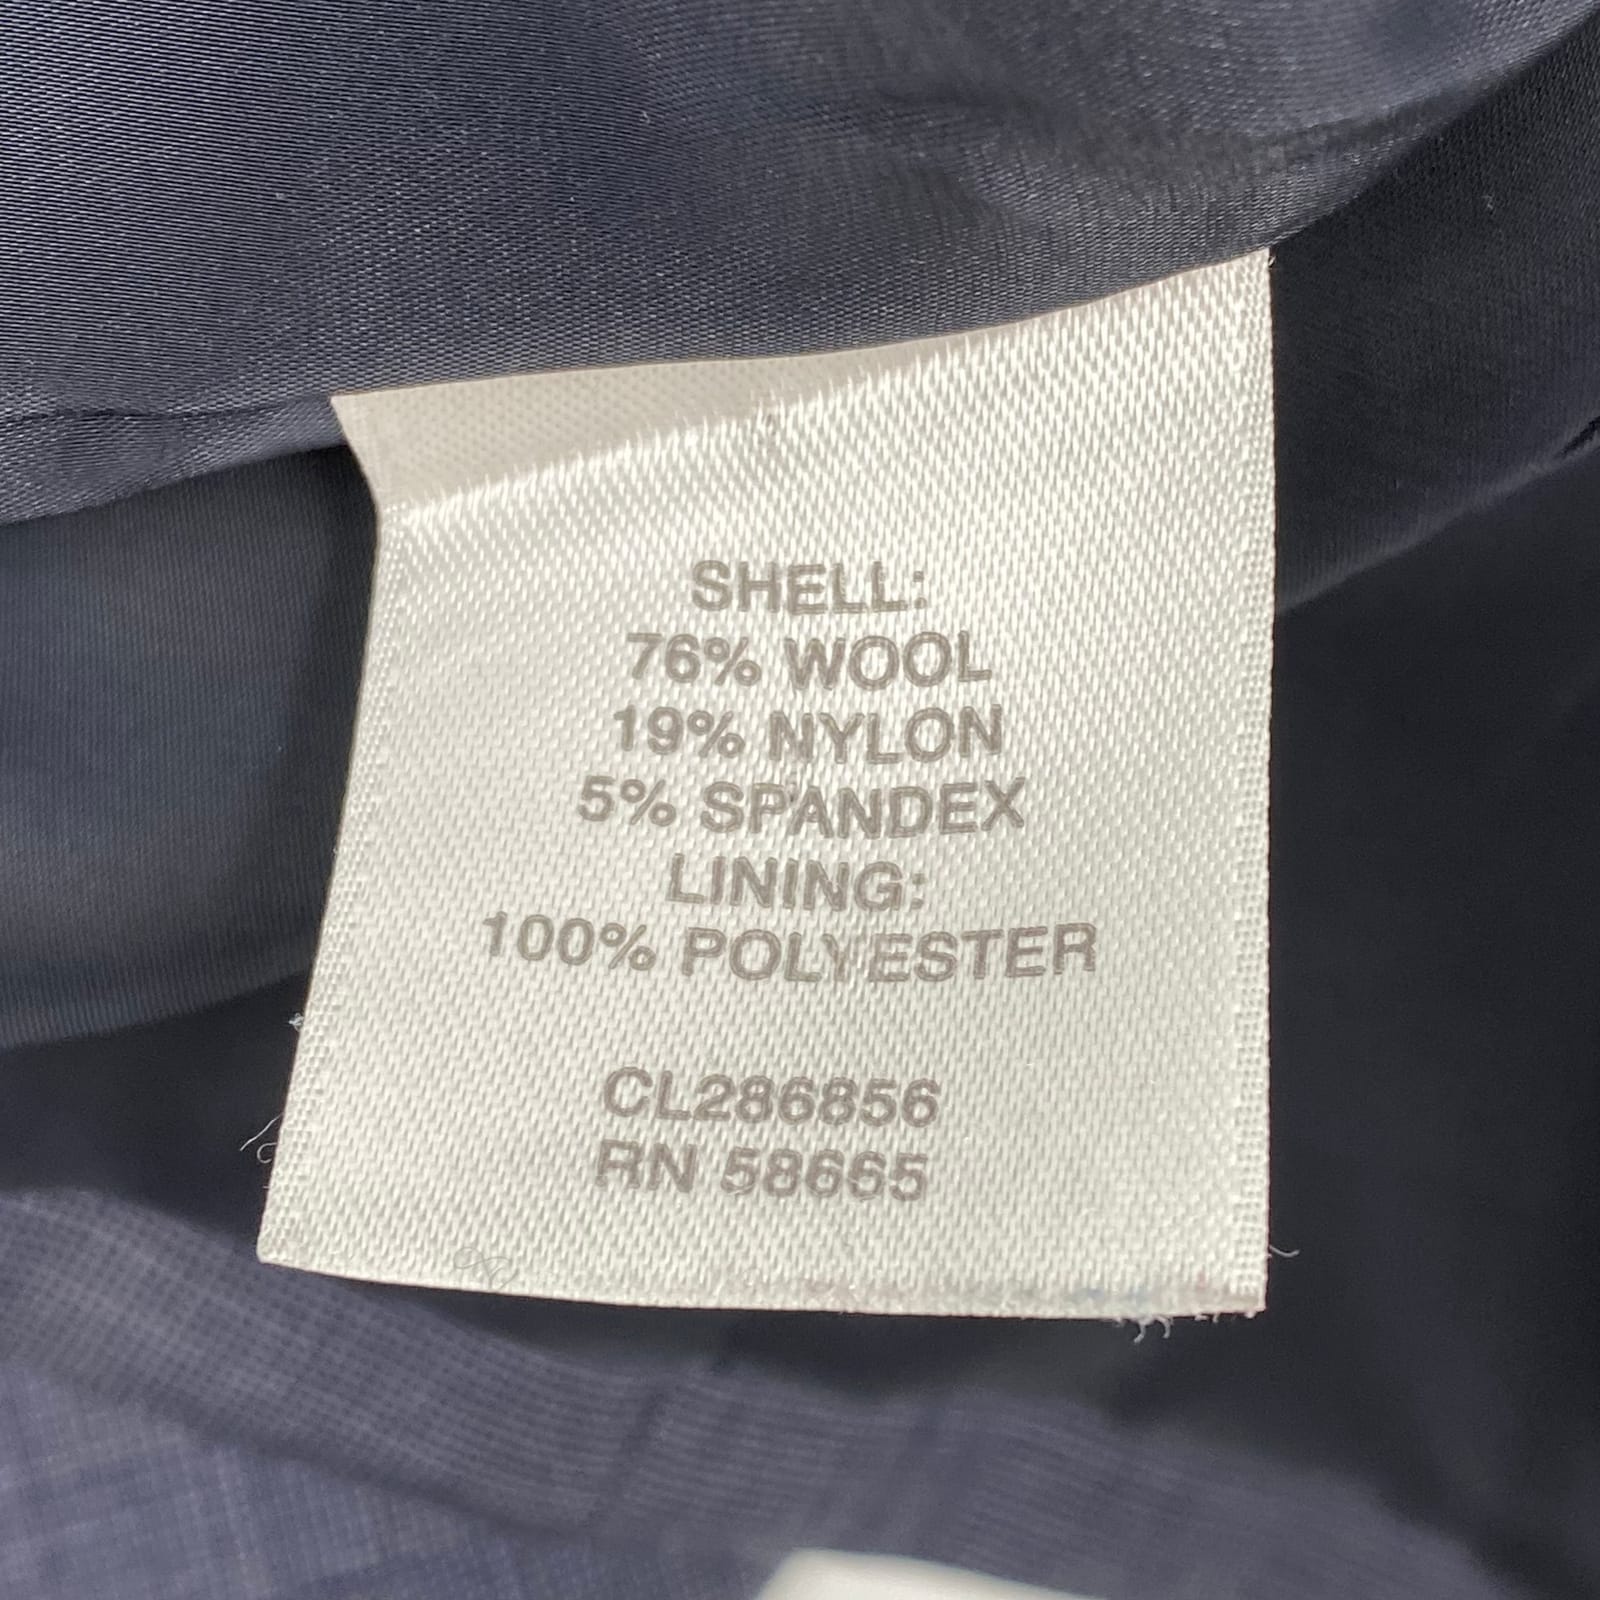 SHELL:
76% WOOL
19% NYLON
5% SPANDEX
LINING:
100% POLYESTER
CL286856
RN 58665